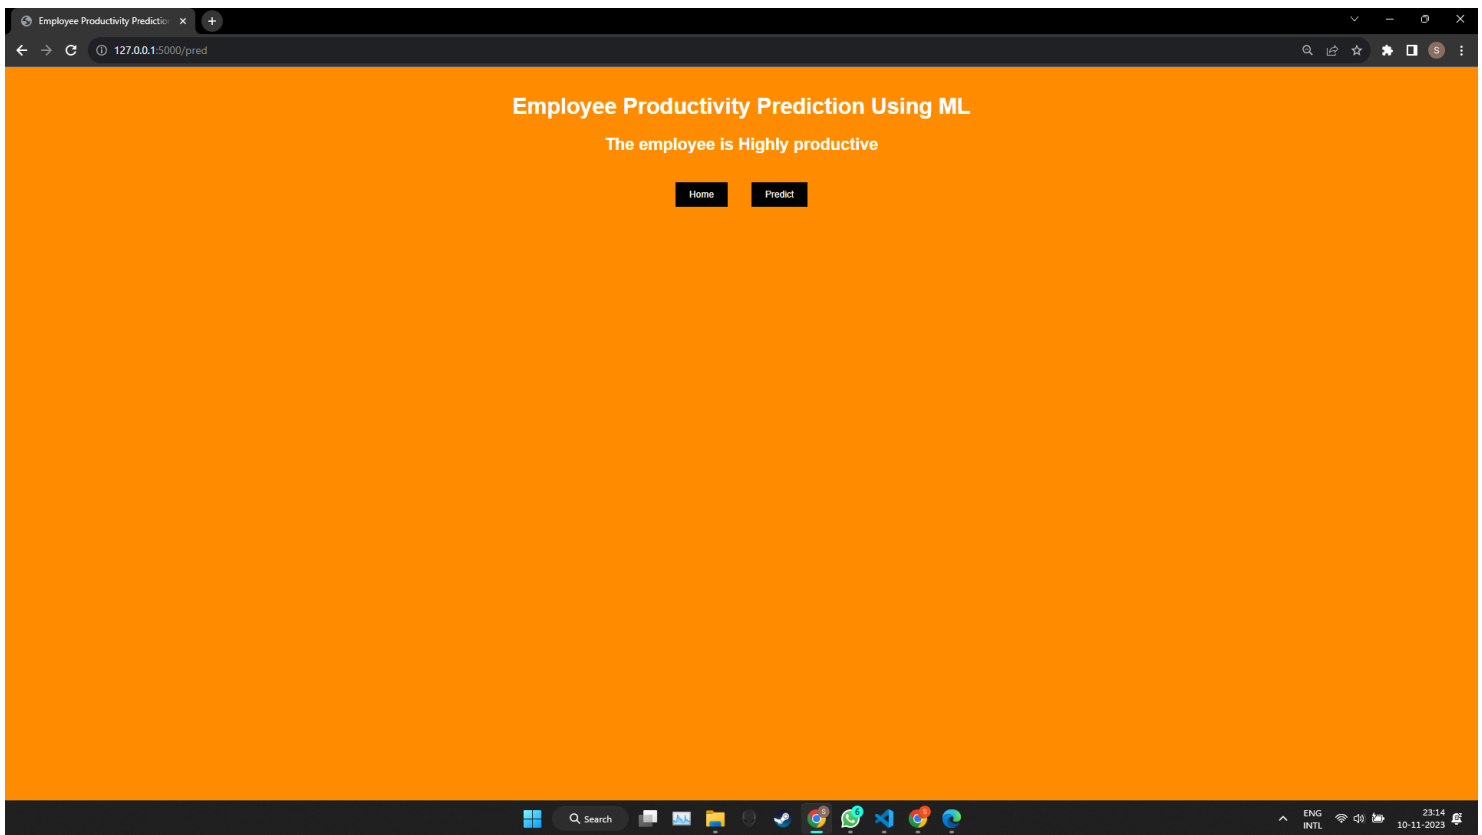 Employee Productivity Predictio
127.0.0.1:5000/pred
S
Employee Productivity Prediction Using ML
The employee is Highly productive
Home Predict
Search
S
6
S
ENG
INTL
23:14
10-11-2023